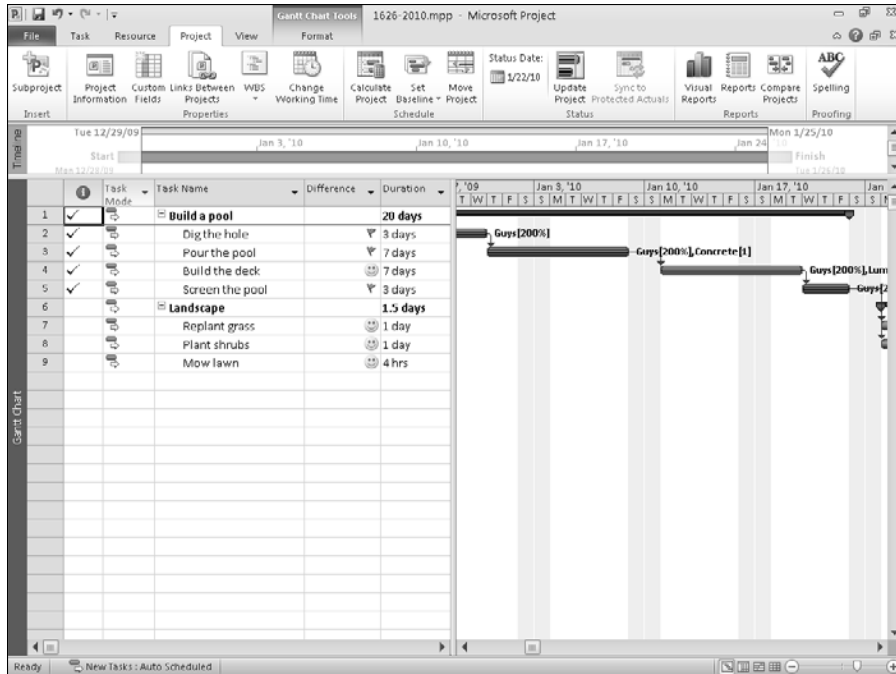 Gantt Chart Tools
1626-2010.mpp - Microsoft Project
File Task Resource Project View Format
Subproject
Project Information
Custom Fields
Links Between Projects
WBS
Change Working Time
Calculate Project
Set Baseline
Move Project
Status Date:
1/22/10
Update Project
Sync to Protected Actuals
Visual Reports
Reports
Compare Projects
ABC
Spelling
Insert Properties Schedule Status Reports Proofing
Timeline
Tue 12/29/09
Mon 1/25/10
Jan 3, '10 Jan 10, '10 Jan 17, '10 Jan 24, '10
Start
Finish
Mon 12/28/09
Tue 1/26/10
Task Mode Task Name Difference Duration
, '09 Jan 3, '10 Jan 10, '10 Jan 17, '10 Jan
T W T F S S M T W T F S S M T W T F S S M T W T F S S M
1 Build a pool 20 days
2 Dig the hole 3 days Guys[200%]
3 Pour the pool 7 days Guys[200%],Concrete[1]
4 Build the deck 7 days Guys[200%],Lum
5 Screen the pool 3 days Guys[2
6 Landscape 1.5 days
7 Replant grass 1 day
8 Plant shrubs 1 day
9 Mow lawn 4 hrs
Gantt Chart
Ready New Tasks : Auto Scheduled